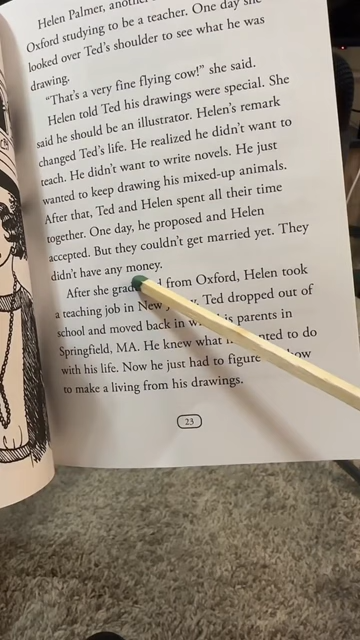 Helen Palmer,
Oxford studying to be a teacher. One day she
looked over Ted's shoulder to see what he was
drawing.
"That's a very fine flying cow!" she said.
Helen told Ted his drawings were special. She
said he should be an illustrator. Helen's remark
changed Ted's life. He realized he didn't want to
teach. He didn't want to write novels. He just
wanted to keep drawing his mixed-up animals.
After that, Ted and Helen spent all their time
together. One day, he proposed and Helen
accepted. But they couldn't get married yet. They
didn't have any money.
After she from Oxford, Helen took
a teaching job in New Ted dropped out of
school and moved back in parents in
Springfield, MA. He knew what to do
with his life. Now he just had to figure
to make a living from his drawings.
23